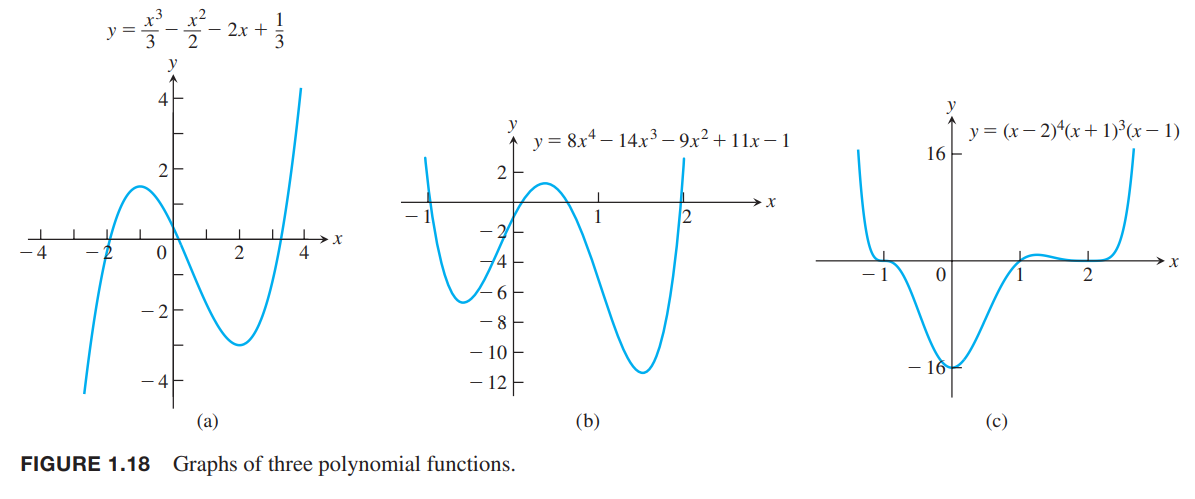 y = x³/3 − x²/2 − 2x + 1/3
y
4
2
−4 −2 0 2 4 x
−2
−4
(a)
y
y = 8x⁴ − 14x³ − 9x² + 11x − 1
2
−1 1 2 x
−2
−4
−6
−8
−10
−12
(b)
y
y = (x − 2)⁴(x + 1)³(x − 1)
16
−1 0 1 2 x
−16
(c)
FIGURE 1.18 Graphs of three polynomial functions.